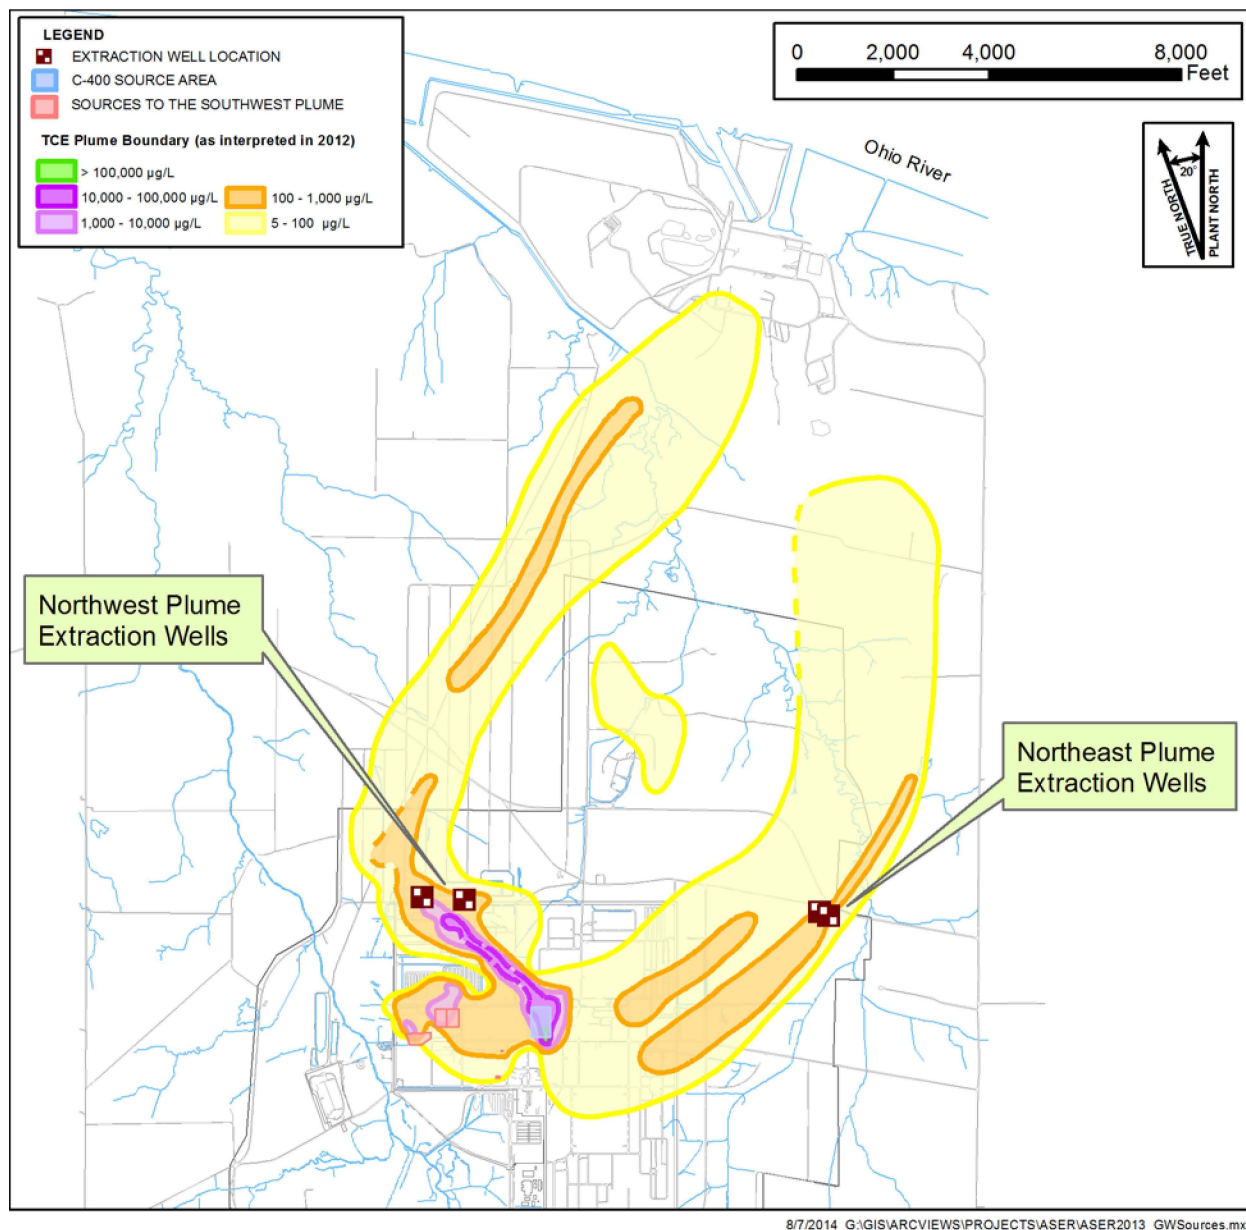 LEGEND
EXTRACTION WELL LOCATION
C-400 SOURCE AREA
SOURCES TO THE SOUTHWEST PLUME
TCE Plume Boundary (as interpreted in 2012)
> 100,000 µg/L
10,000 - 100,000 µg/L
100 - 1,000 µg/L
1,000 - 10,000 µg/L
5 - 100 µg/L
0 2,000 4,000 8,000
Feet
20°
TRUE NORTH
PLANT NORTH
Ohio River
Northwest Plume
Extraction Wells
Northeast Plume
Extraction Wells
8/7/2014 G:\GIS\ARCVIEWS\PROJECTS\ASER\ASER2013_GWSources.mx